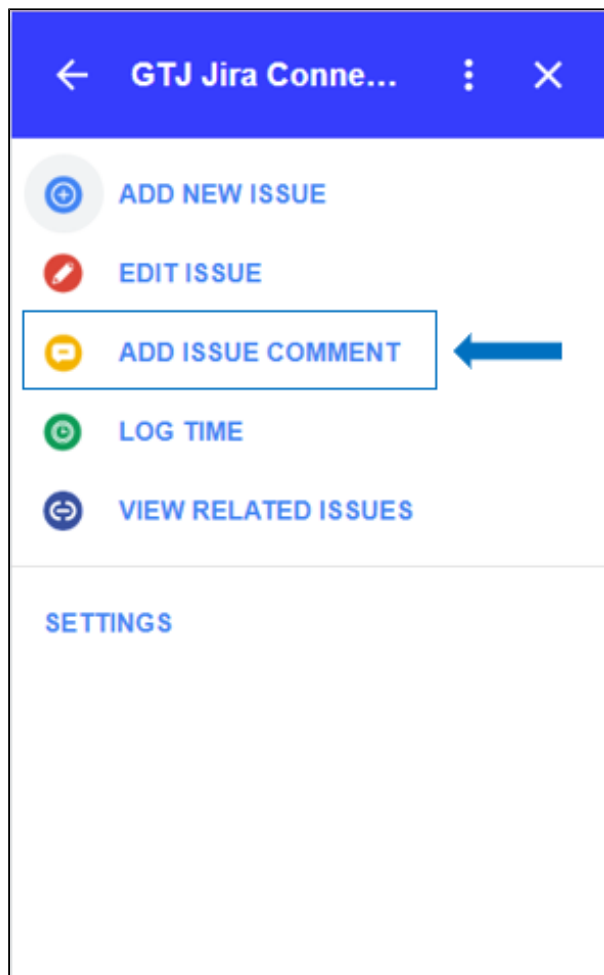 GTJ Jira Conne...
ADD NEW ISSUE
EDIT ISSUE
ADD ISSUE COMMENT
LOG TIME
VIEW RELATED ISSUES
SETTINGS